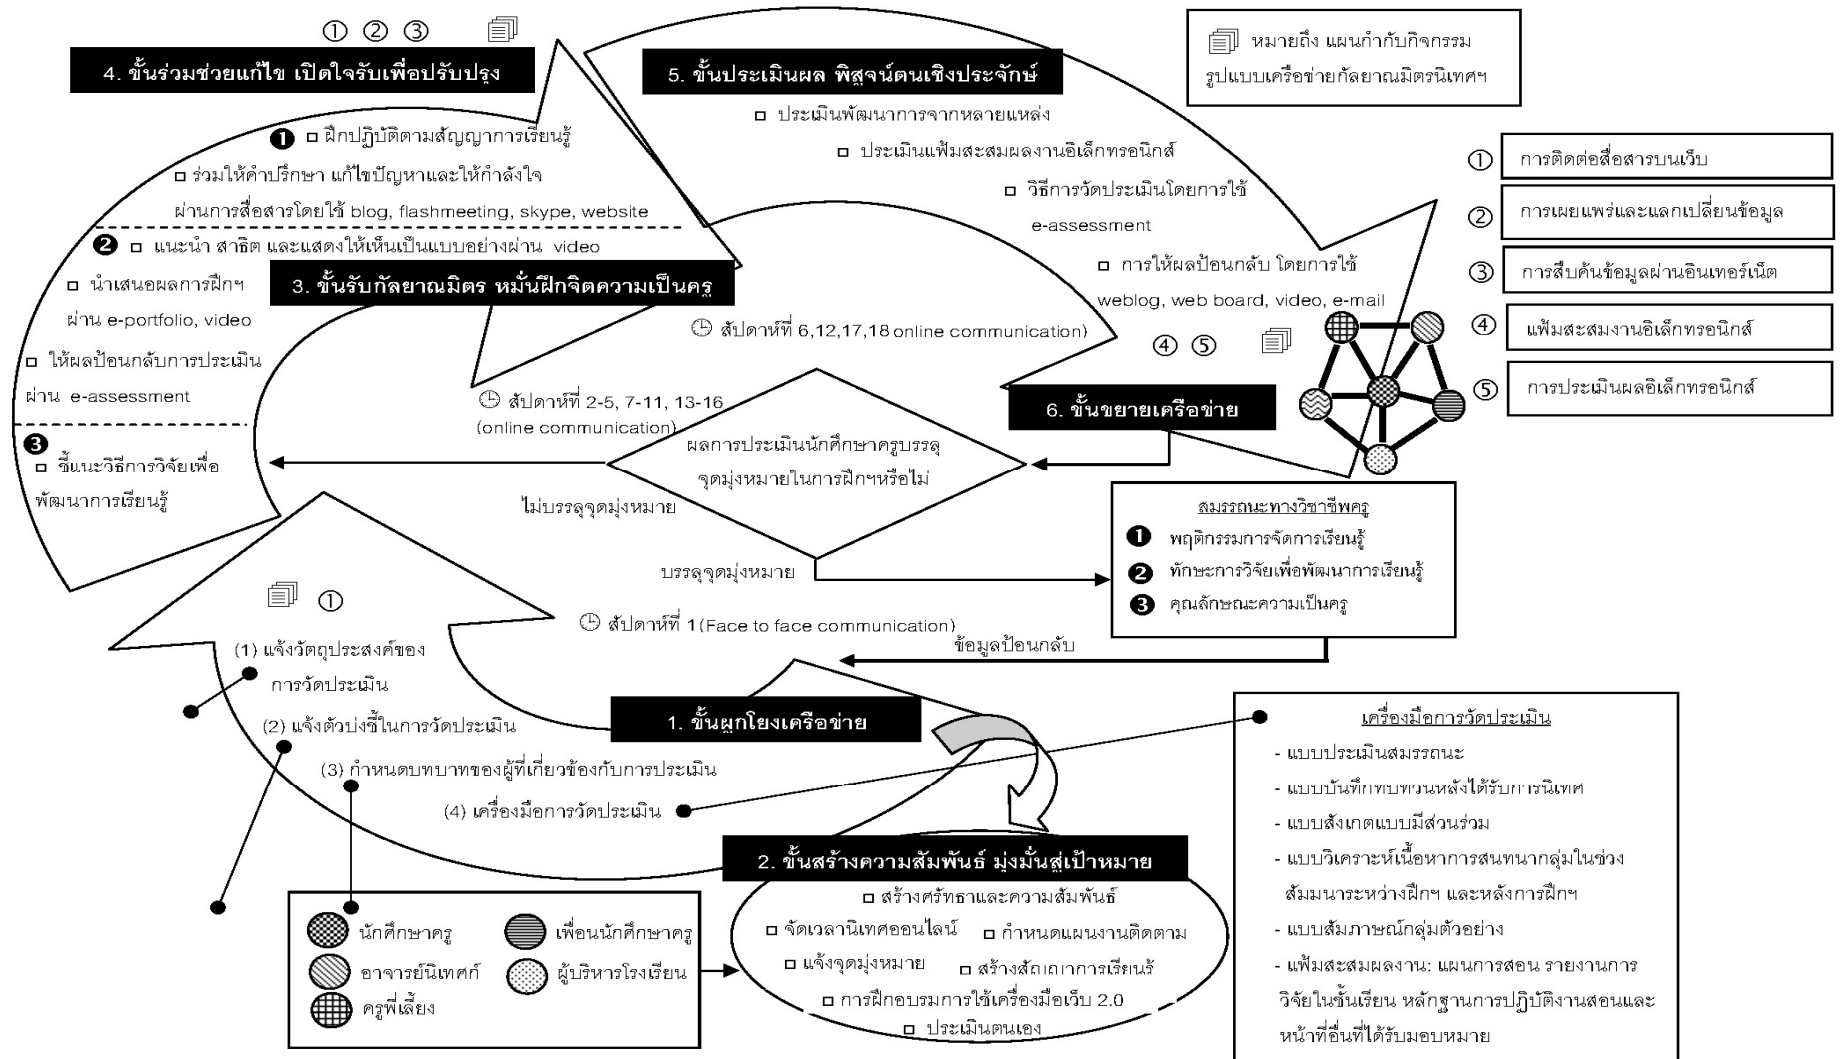 ① ② ③
4. ขั้นร่วมช่วยแก้ไข เปิดใจรับเพื่อปรับปรุง
❶ ฝึกปฏิบัติตามสัญญาการเรียนรู้
ร่วมให้คำปรึกษา แก้ไขปัญหาและให้กำลังใจ
ผ่านการสื่อสารโดยใช้ blog, flashmeeting, skype, website
❷ แนะนำ สาธิต และแสดงให้เห็นเป็นแบบอย่างผ่าน video
นำเสนอผลการฝึกฯ
ผ่าน e-portfolio, video
ให้ผลป้อนกลับการประเมิน
ผ่าน e-assessment
❸
ชี้แนะวิธีการวิจัยเพื่อ
พัฒนาการเรียนรู้
5. ขั้นประเมินผล พิสูจน์ตนเชิงประจักษ์
ประเมินพัฒนาการจากหลายแหล่ง
ประเมินแฟ้มสะสมผลงานอิเล็กทรอนิกส์
วิธีการวัดประเมินโดยการใช้
e-assessment
การให้ผลป้อนกลับ โดยการใช้
weblog, web board, video, e-mail
④ ⑤
หมายถึง แผนกำกับกิจกรรม
รูปแบบเครือข่ายกัลยาณมิตรนิเทศฯ
① การติดต่อสื่อสารบนเว็บ
② การเผยแพร่และแลกเปลี่ยนข้อมูล
③ การสืบค้นข้อมูลผ่านอินเทอร์เน็ต
④ แฟ้มสะสมงานอิเล็กทรอนิกส์
⑤ การประเมินผลอิเล็กทรอนิกส์
3. ขั้นรับกัลยาณมิตร หมั่นฝึกจิตความเป็นครู
สัปดาห์ที่ 6,12,17,18 online communication)
สัปดาห์ที่ 2-5, 7-11, 13-16
(online communication)
6. ขั้นขยายเครือข่าย
ผลการประเมินนักศึกษาครูบรรลุ
จุดมุ่งหมายในการฝึกฯหรือไม่
ไม่บรรลุจุดมุ่งหมาย
บรรลุจุดมุ่งหมาย
สมรรถนะทางวิชาชีพครู
❶ พฤติกรรมการจัดการเรียนรู้
❷ ทักษะการวิจัยเพื่อพัฒนาการเรียนรู้
❸ คุณลักษณะความเป็นครู
สัปดาห์ที่ 1 (Face to face communication)
ข้อมูลป้อนกลับ
①
(1) แจ้งวัตถุประสงค์ของ
การวัดประเมิน
(2) แจ้งตัวบ่งชี้ในการวัดประเมิน
(3) กำหนดบทบาทของผู้ที่เกี่ยวข้องกับการประเมิน
(4) เครื่องมือการวัดประเมิน
1. ขั้นผูกโยงเครือข่าย
2. ขั้นสร้างความสัมพันธ์ มุ่งมั่นสู่เป้าหมาย
สร้างศรัทธาและความสัมพันธ์
จัดเวลานิเทศออนไลน์ กำหนดแผนงานติดตาม
แจ้งจุดมุ่งหมาย สร้างสัญญาการเรียนรู้
การฝึกอบรมการใช้เครื่องมือเว็บ 2.0
ประเมินตนเอง
นักศึกษาครู เพื่อนนักศึกษาครู
อาจารย์นิเทศก์ ผู้บริหารโรงเรียน
ครูพี่เลี้ยง
เครื่องมือการวัดประเมิน
- แบบประเมินสมรรถนะ
- แบบบันทึกทบทวนหลังได้รับการนิเทศ
- แบบสังเกตแบบมีส่วนร่วม
- แบบวิเคราะห์เนื้อหาการสนทนากลุ่มในช่วง
สัมมนาระหว่างฝึกฯ และหลังการฝึกฯ
- แบบสัมภาษณ์กลุ่มตัวอย่าง
- แฟ้มสะสมผลงาน: แผนการสอน รายงานการ
วิจัยในชั้นเรียน หลักฐานการปฏิบัติงานสอนและ
หน้าที่อื่นที่ได้รับมอบหมาย